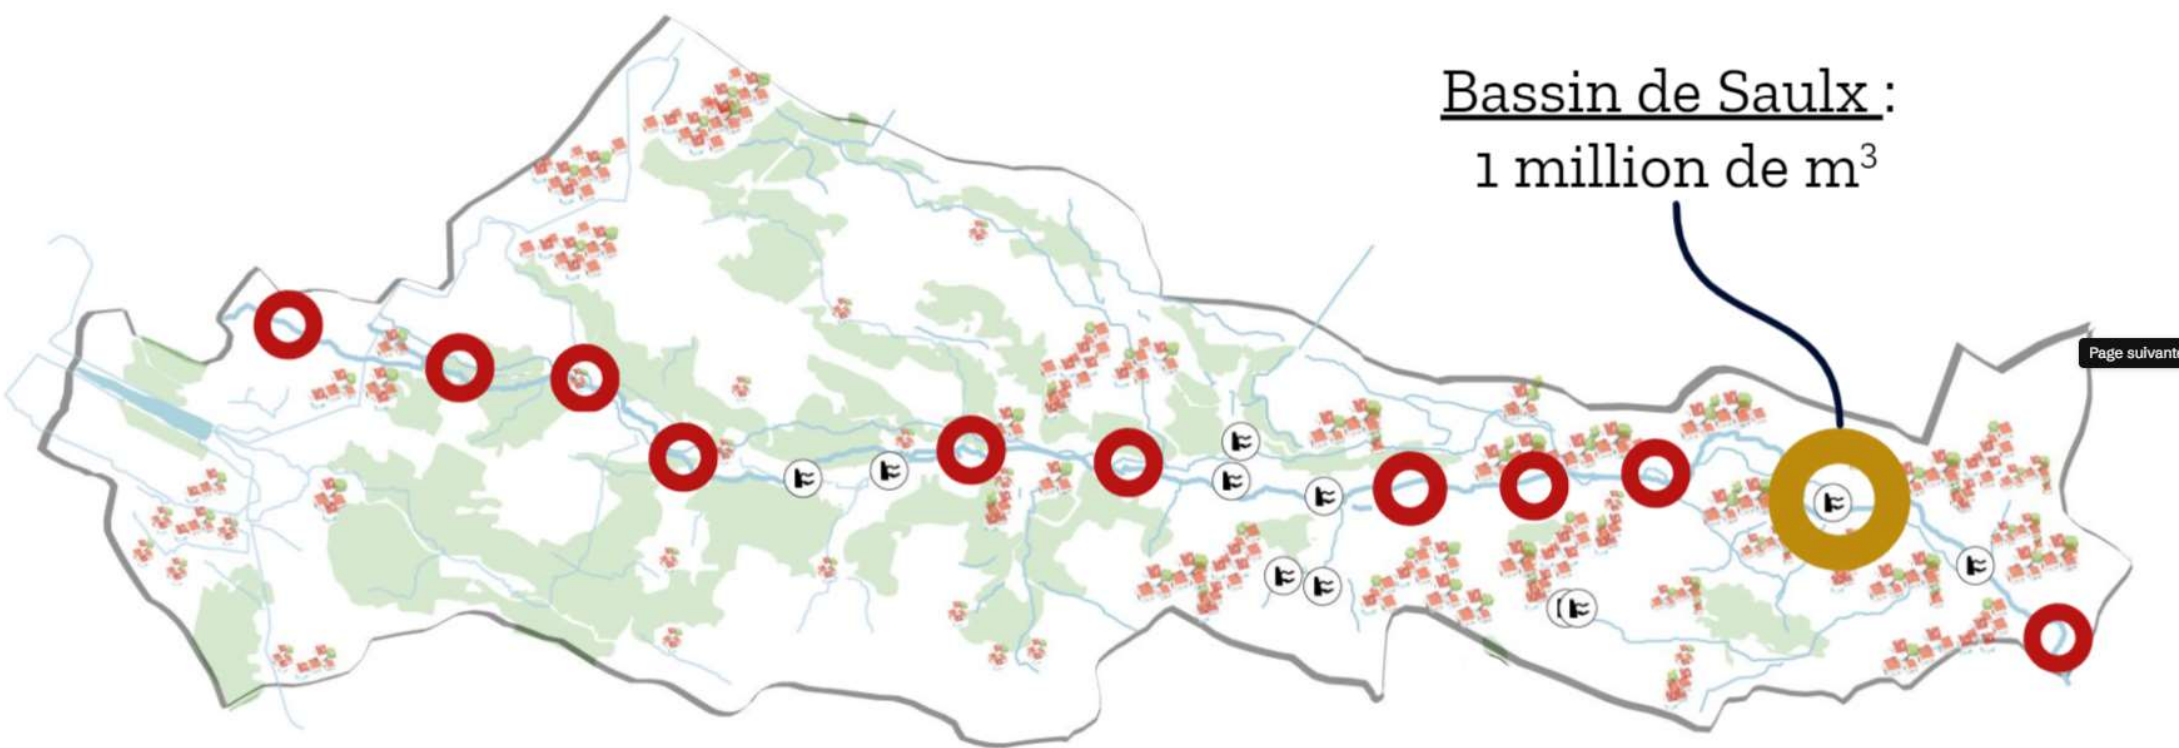 Bassin de Saulx :
1 million de m³
Page suivante